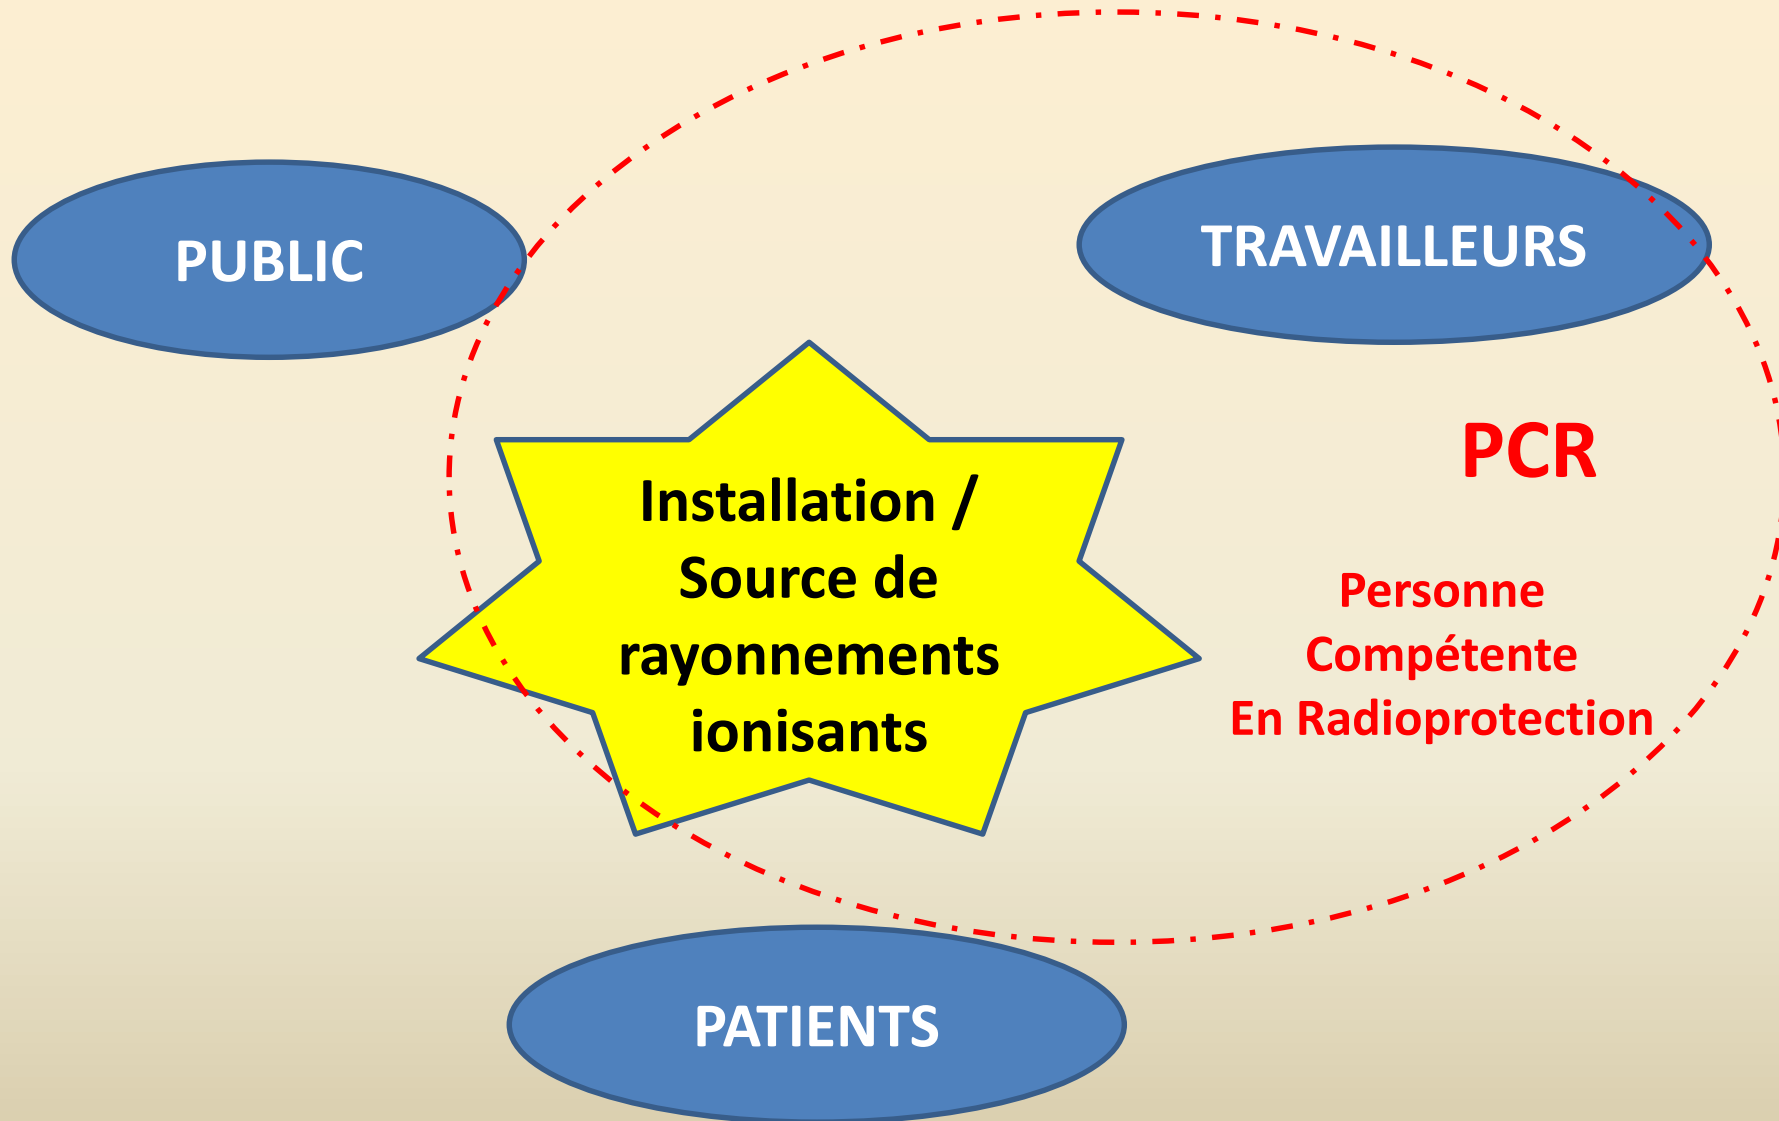 PUBLIC
TRAVAILLEURS
Installation /
Source de
rayonnements
ionisants
PCR
Personne
Compétente
En Radioprotection
PATIENTS